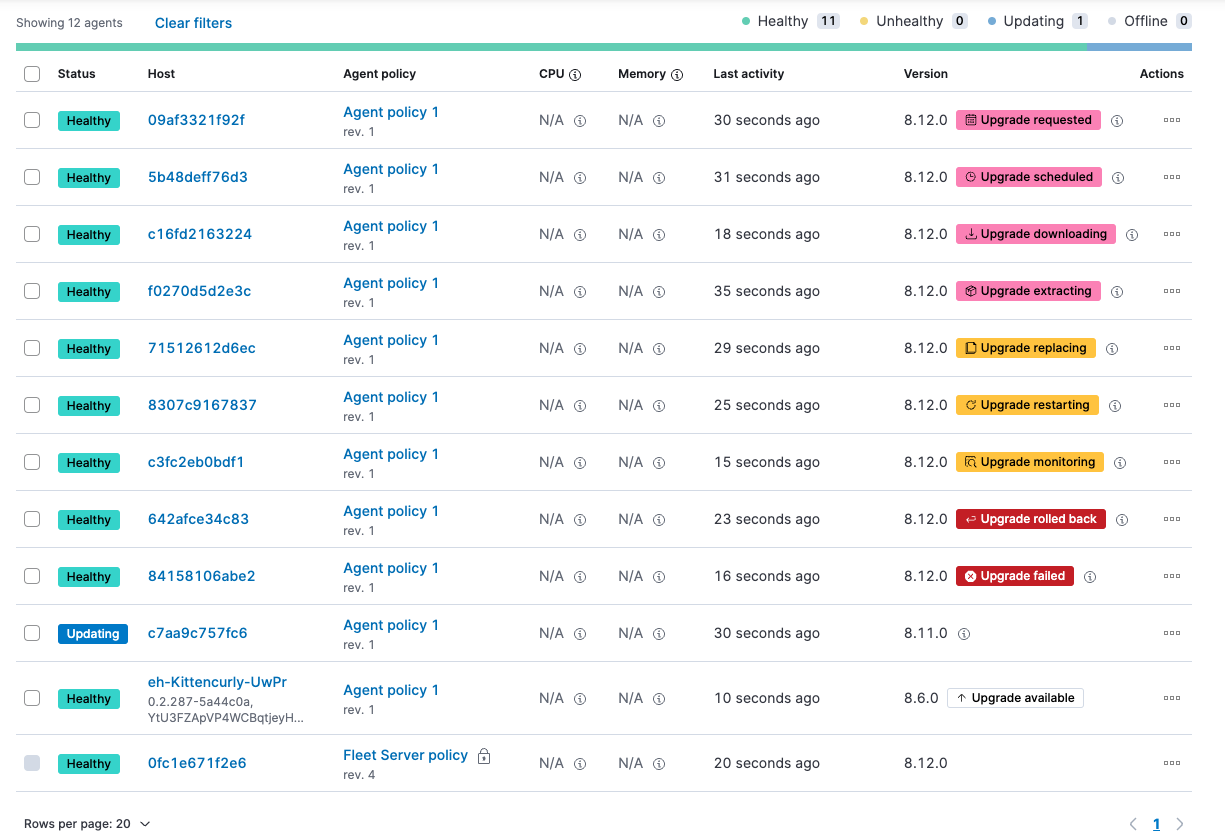 Showing 12 agents Clear filters Healthy 11 Unhealthy 0 Updating 1 Offline 0
Status Host Agent policy CPU Memory Last activity Version Actions
Healthy 09af3321f92f Agent policy 1 N/A N/A 30 seconds ago 8.12.0 Upgrade requested
rev. 1
Healthy 5b48deff76d3 Agent policy 1 N/A N/A 31 seconds ago 8.12.0 Upgrade scheduled
rev. 1
Healthy c16fd2163224 Agent policy 1 N/A N/A 18 seconds ago 8.12.0 Upgrade downloading
rev. 1
Healthy f0270d5d2e3c Agent policy 1 N/A N/A 35 seconds ago 8.12.0 Upgrade extracting
rev. 1
Healthy 71512612d6ec Agent policy 1 N/A N/A 29 seconds ago 8.12.0 Upgrade replacing
rev. 1
Healthy 8307c9167837 Agent policy 1 N/A N/A 25 seconds ago 8.12.0 Upgrade restarting
rev. 1
Healthy c3fc2eb0bdf1 Agent policy 1 N/A N/A 15 seconds ago 8.12.0 Upgrade monitoring
rev. 1
Healthy 642afce34c83 Agent policy 1 N/A N/A 23 seconds ago 8.12.0 Upgrade rolled back
rev. 1
Healthy 84158106abe2 Agent policy 1 N/A N/A 16 seconds ago 8.12.0 Upgrade failed
rev. 1
Updating c7aa9c757fc6 Agent policy 1 N/A N/A 30 seconds ago 8.11.0
rev. 1
eh-Kittencurly-UwPr
Healthy 0.2.287-5a44c0a, Agent policy 1 N/A N/A 10 seconds ago 8.6.0 Upgrade available
YtU3FZApVP4WCBqtjeyH... rev. 1
Healthy 0fc1e671f2e6 Fleet Server policy N/A N/A 20 seconds ago 8.12.0
rev. 4
Rows per page: 20 1